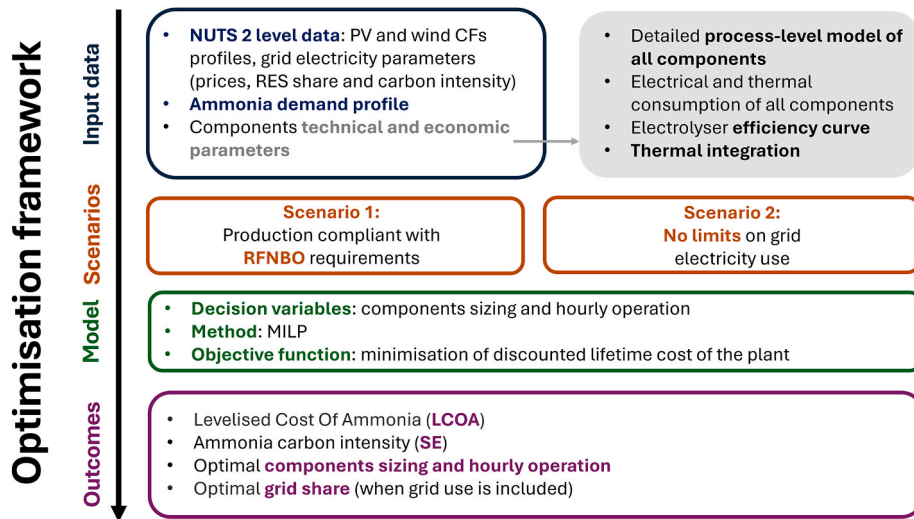 Optimisation framework
Input data
• NUTS 2 level data: PV and wind CFs
profiles, grid electricity parameters
(prices, RES share and carbon intensity)
• Ammonia demand profile
• Components technical and economic
parameters
• Detailed process-level model of
all components
• Electrical and thermal
consumption of all components
• Electrolyser efficiency curve
• Thermal integration
Scenarios
Scenario 1:
Production compliant with
RFNBO requirements
Scenario 2:
No limits on grid
electricity use
Model
• Decision variables: components sizing and hourly operation
• Method: MILP
• Objective function: minimisation of discounted lifetime cost of the plant
Outcomes
• Levelised Cost Of Ammonia (LCOA)
• Ammonia carbon intensity (SE)
• Optimal components sizing and hourly operation
• Optimal grid share (when grid use is included)